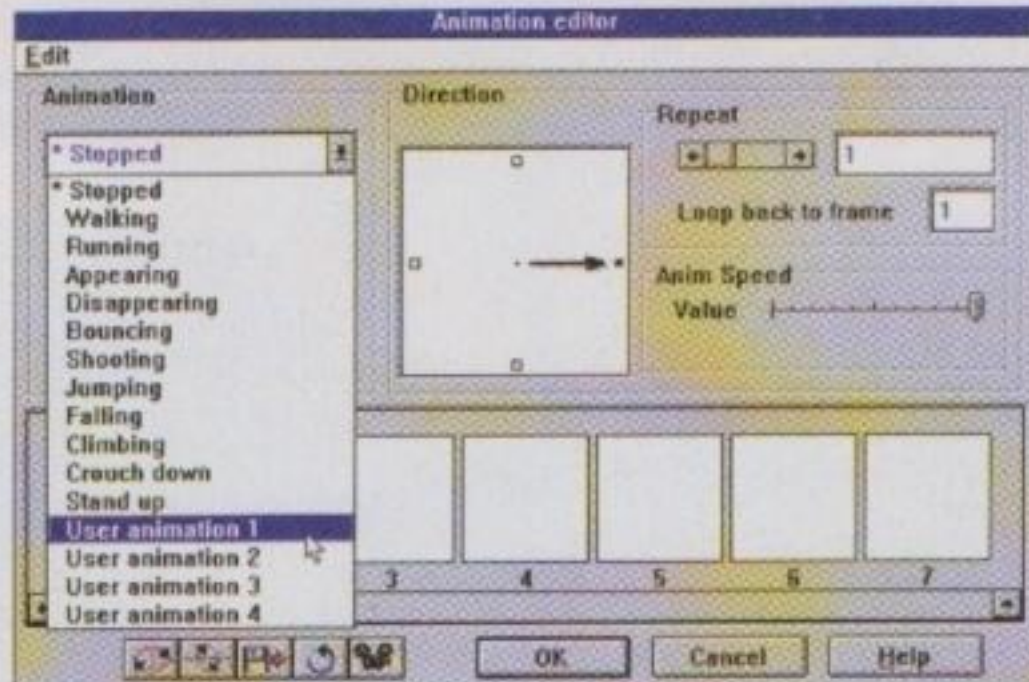 Animation editor
Edit
Animation
* Stopped
* Stopped
Walking
Running
Appearing
Disappearing
Bouncing
Shooting
Jumping
Falling
Climbing
Crouch down
Stand up
User animation 1
User animation 2
User animation 3
User animation 4
Direction
Repeat
1
Loop back to frame 1
Anim Speed
Value
3 4 5 6 7
OK Cancel Help